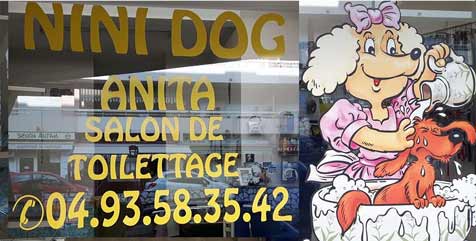 NINI DOG
ANITA
SALON DE
TOILETTAGE
✆04.93.58.35.42